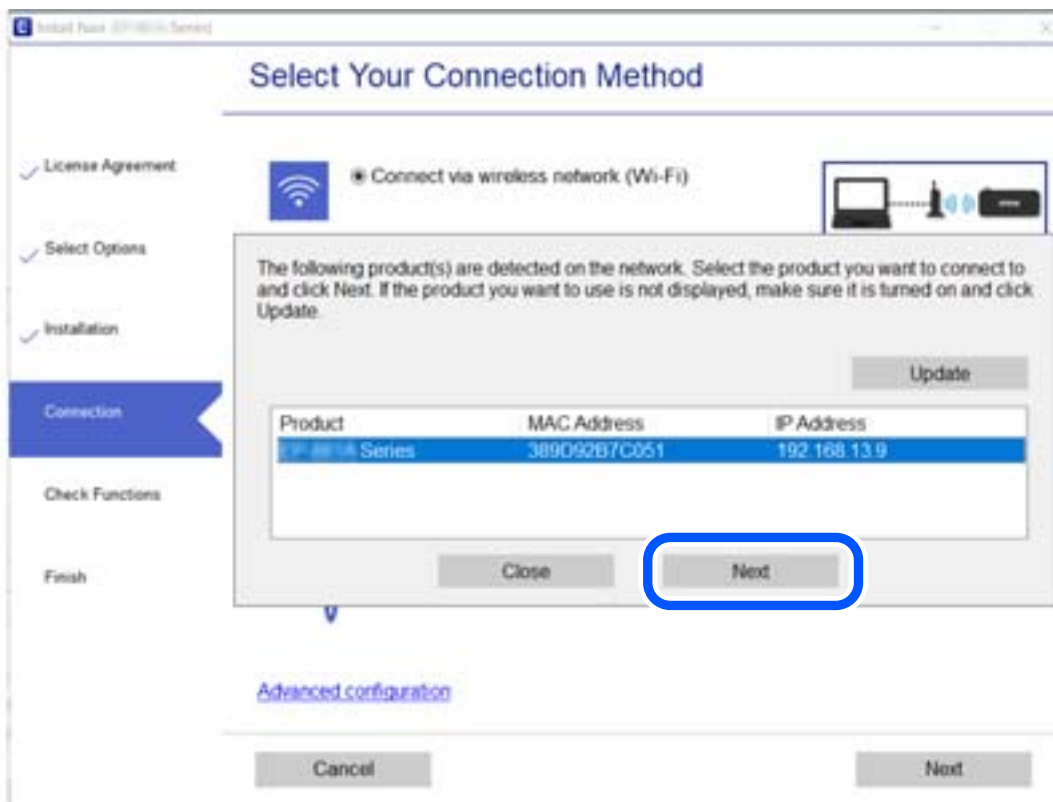 Install Navi
Series]
Select Your Connection Method
License Agreement
Connect via wireless network (Wi-Fi)
Select Options
The following product(s) are detected on the network. Select the product you want to connect to
and click Next. If the product you want to use is not displayed, make sure it is turned on and click
Update.
Installation
Update
Connection
Product MAC Address IP Address
Series 389D92B7C051 192.168.13.9
Check Functions
Close Next
Finish
Advanced configuration
Cancel Next